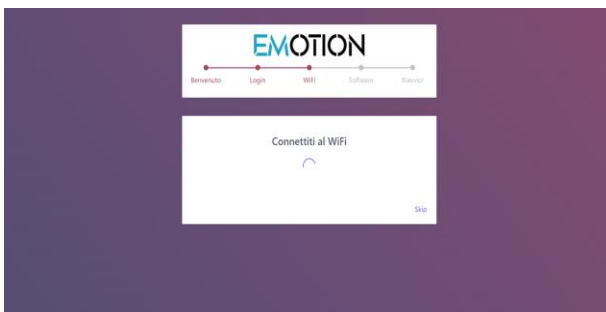 EMOTION
Benvenuto Login WiFi Software Riavvio!
Connettiti al WiFi
Skip